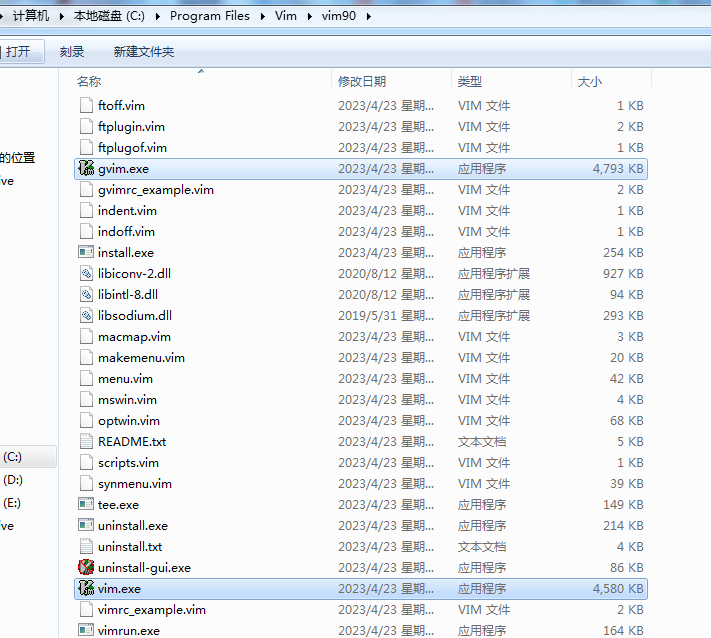 计算机 本地磁盘 (C:) Program Files Vim vim90
打开 刻录 新建文件夹
名称 修改日期 类型 大小
ftoff.vim 2023/4/23 星期... VIM 文件 1 KB
ftplugin.vim 2023/4/23 星期... VIM 文件 2 KB
ftplugof.vim 2023/4/23 星期... VIM 文件 1 KB
的位置
gvim.exe 2023/4/23 星期... 应用程序 4,793 KB
ive
gvimrc_example.vim 2023/4/23 星期... VIM 文件 2 KB
indent.vim 2023/4/23 星期... VIM 文件 1 KB
indoff.vim 2023/4/23 星期... VIM 文件 1 KB
install.exe 2023/4/23 星期... 应用程序 254 KB
libiconv-2.dll 2020/8/12 星期... 应用程序扩展 927 KB
libintl-8.dll 2020/8/12 星期... 应用程序扩展 94 KB
libsodium.dll 2019/5/31 星期... 应用程序扩展 293 KB
macmap.vim 2023/4/23 星期... VIM 文件 3 KB
makemenu.vim 2023/4/23 星期... VIM 文件 20 KB
menu.vim 2023/4/23 星期... VIM 文件 42 KB
mswin.vim 2023/4/23 星期... VIM 文件 4 KB
optwin.vim 2023/4/23 星期... VIM 文件 68 KB
README.txt 2023/4/23 星期... 文本文档 5 KB
(C:)
scripts.vim 2023/4/23 星期... VIM 文件 1 KB
(D:)
synmenu.vim 2023/4/23 星期... VIM 文件 39 KB
(E:)
tee.exe 2023/4/23 星期... 应用程序 149 KB
ive
uninstall.exe 2023/4/23 星期... 应用程序 214 KB
uninstall.txt 2023/4/23 星期... 文本文档 4 KB
uninstall-gui.exe 2023/4/23 星期... 应用程序 86 KB
vim.exe 2023/4/23 星期... 应用程序 4,580 KB
vimrc_example.vim 2023/4/23 星期... VIM 文件 2 KB
vimrun.exe 2023/4/23 星期... 应用程序 164 KB